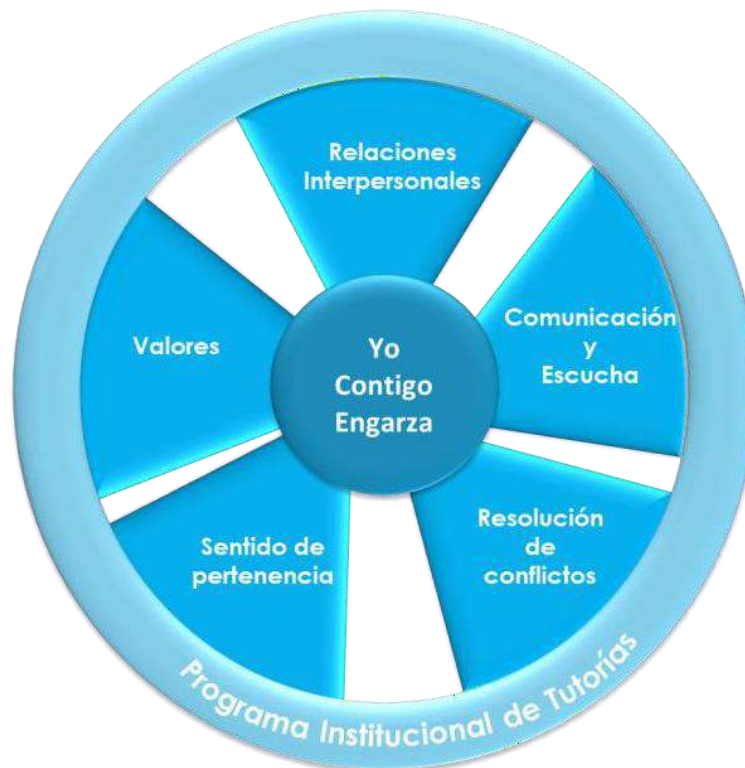 Relaciones
Interpersonales
Comunicación
y
Escucha
Valores
Yo
Contigo
Engarza
Sentido de
pertenencia
Resolución
de
conflictos
Programa Institucional de Tutorías